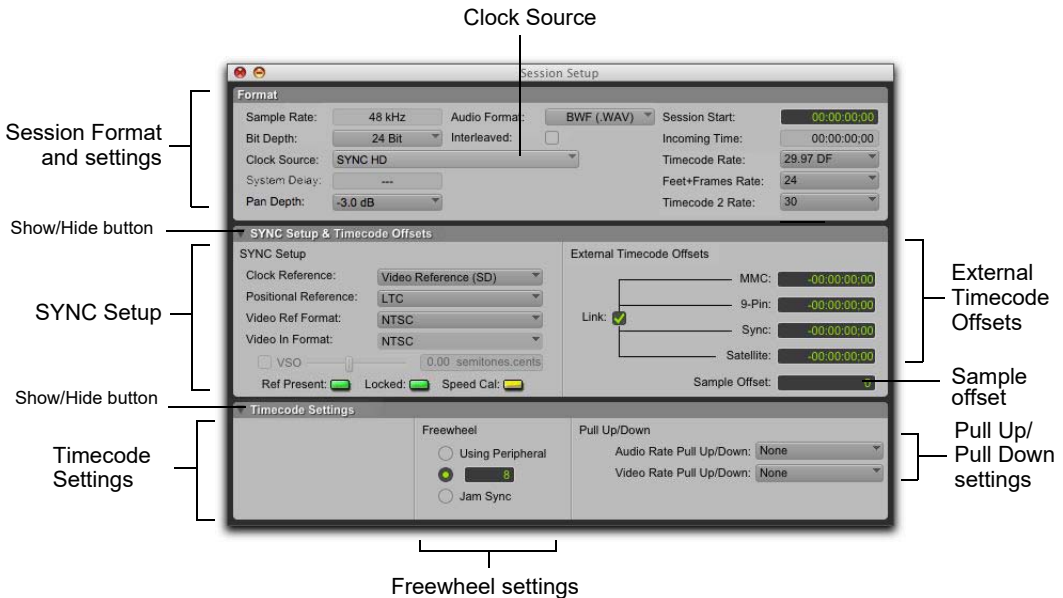 Clock Source
Session Setup
Format
Session Format
and settings
Sample Rate: 48 kHz Audio Format: BWF (.WAV) Session Start: 00:00:00;00
Bit Depth: 24 Bit Interleaved: Incoming Time: 00:00:00;00
Clock Source: SYNC HD Timecode Rate: 29.97 DF
System Delay: --- Feet+Frames Rate: 24
Pan Depth: -3.0 dB Timecode 2 Rate: 30
Show/Hide button
SYNC Setup & Timecode Offsets
SYNC Setup
SYNC Setup External Timecode Offsets
Clock Reference: Video Reference (SD) MMC: -00:00:00;00
Positional Reference: LTC 9-Pin: -00:00:00;00
Video Ref Format: NTSC Link: Sync: -00:00:00;00
Video In Format: NTSC Satellite: -00:00:00;00
VSO 0.00 semitones.cents
Ref Present: Locked: Speed Cal: Sample Offset: 0
External
Timecode
Offsets
Sample
offset
Show/Hide button
Timecode Settings
Timecode
Settings
Freewheel Pull Up/Down
Using Peripheral Audio Rate Pull Up/Down: None
8 Video Rate Pull Up/Down: None
Jam Sync
Pull Up/
Pull Down
settings
Freewheel settings